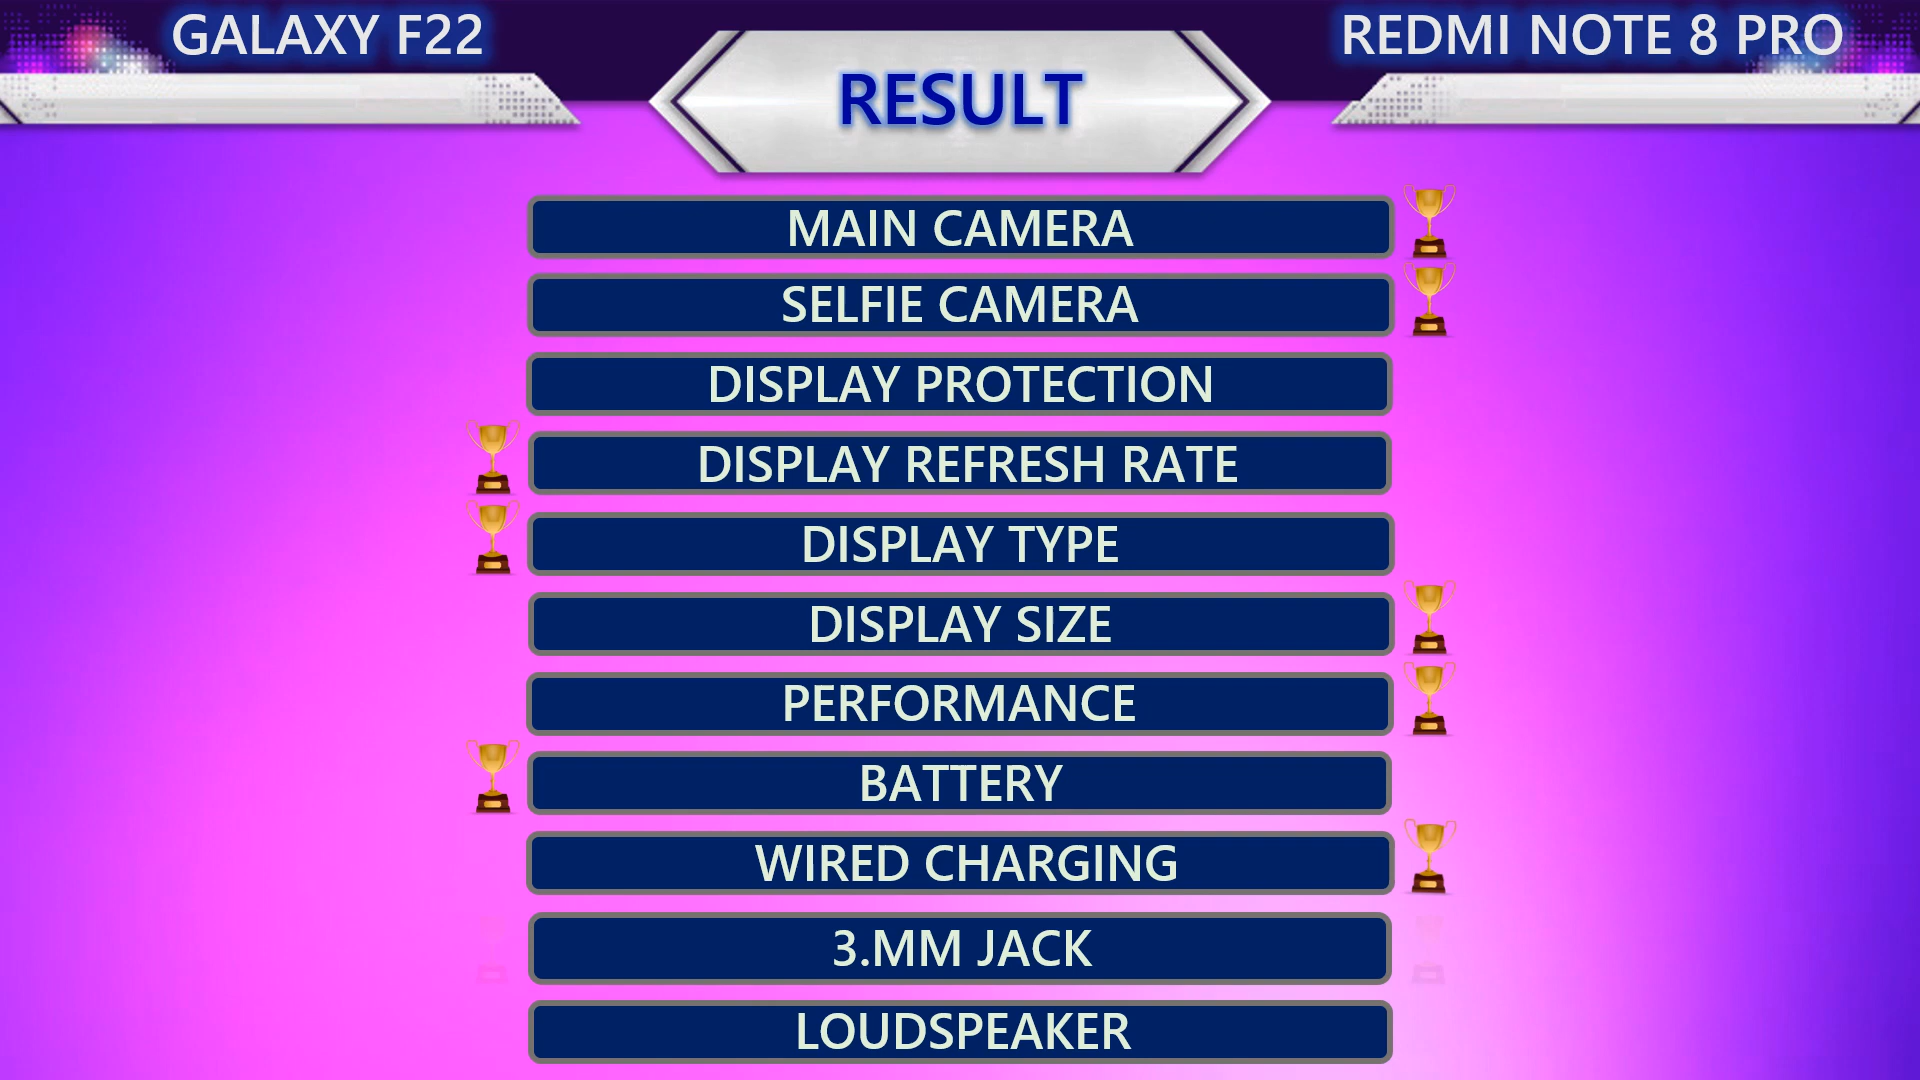 GALAXY F22
REDMI NOTE 8 PRO
RESULT
MAIN CAMERA
SELFIE CAMERA
DISPLAY PROTECTION
DISPLAY REFRESH RATE
DISPLAY TYPE
DISPLAY SIZE
PERFORMANCE
BATTERY
WIRED CHARGING
3.MM JACK
LOUDSPEAKER